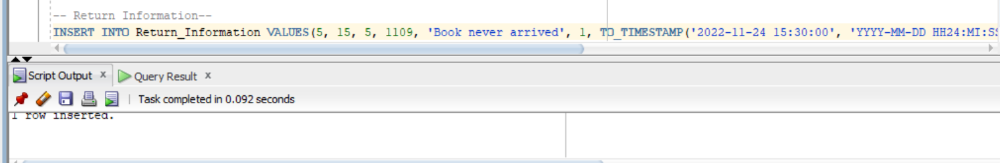 -- Return Information--
INSERT INTO Return_Information VALUES(5, 15, 5, 1109, 'Book never arrived', 1, TO_TIMESTAMP('2022-11-24 15:30:00', 'YYYY-MM-DD HH24:MI:SS
Script Output x Query Result x
Task completed in 0.092 seconds
1 row inserted.